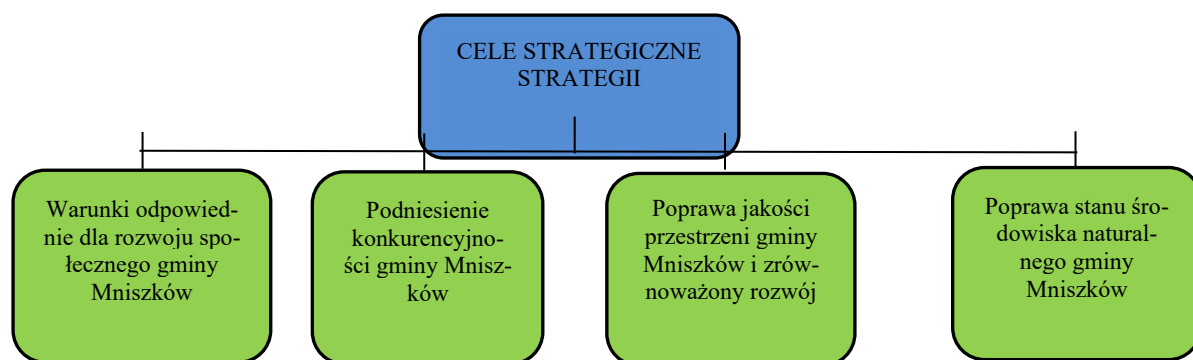 CELE STRATEGICZNE
STRATEGII
Warunki odpowied-
nie dla rozwoju spo-
łecznego gminy
Mniszków
Podniesienie
konkurencyjno-
ści gminy Mnisz-
ków
Poprawa jakości
przestrzeni gminy
Mniszków i zrów-
noważony rozwój
Poprawa stanu śro-
dowiska natural-
nego gminy
Mniszków